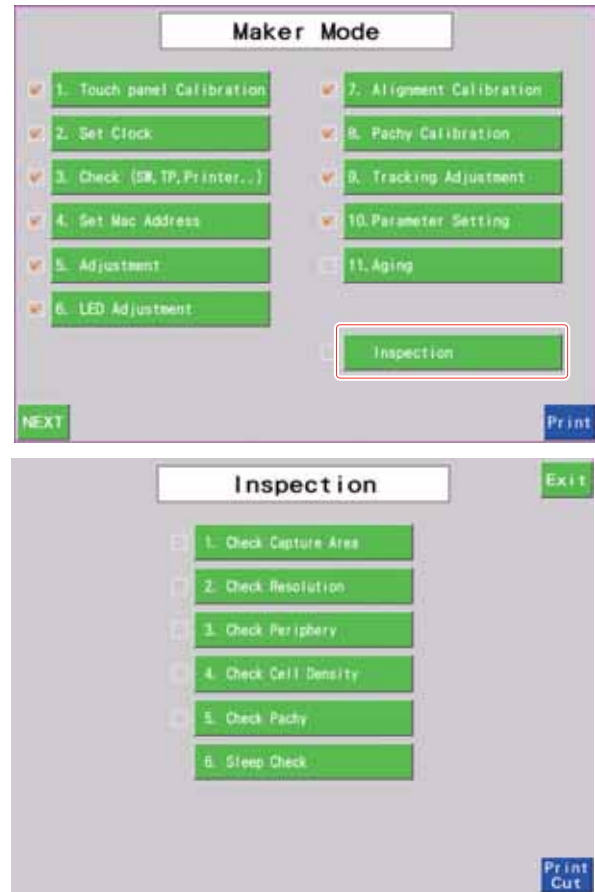 Maker Mode
1. Touch panel Calibration
2. Set Clock
3. Check (SW,TP,Printer..)
4. Set Mac Address
5. Adjustment
6. LED Adjustment
7. Alignment Calibration
8. Pachy Calibration
9. Tracking Adjustment
10.Parameter Setting
11.Aging
Inspection
NEXT
Print
Inspection
Exit
1. Check Capture Area
2. Check Resolution
3. Check Periphery
4. Check Cell Density
5. Check Pachy
6. Sleep Check
Print
Cut